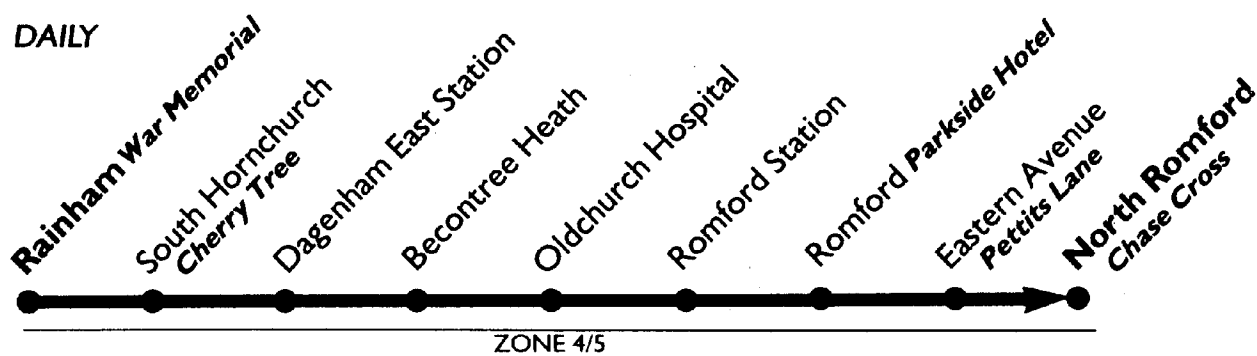 DAILY
Rainham War Memorial
South Hornchurch
Cherry Tree
Dagenham East Station
Becontree Heath
Oldchurch Hospital
Romford Station
Romford Parkside Hotel
Eastern Avenue
Pettits Lane
North Romford
Chase Cross
ZONE 4/5